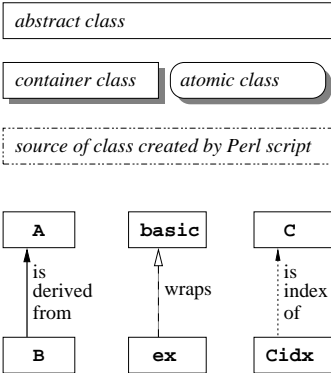 abstract class
container class
atomic class
source of class created by Perl script
A
basic
C
is
derived
from
wraps
is
index
of
B
ex
Cidx